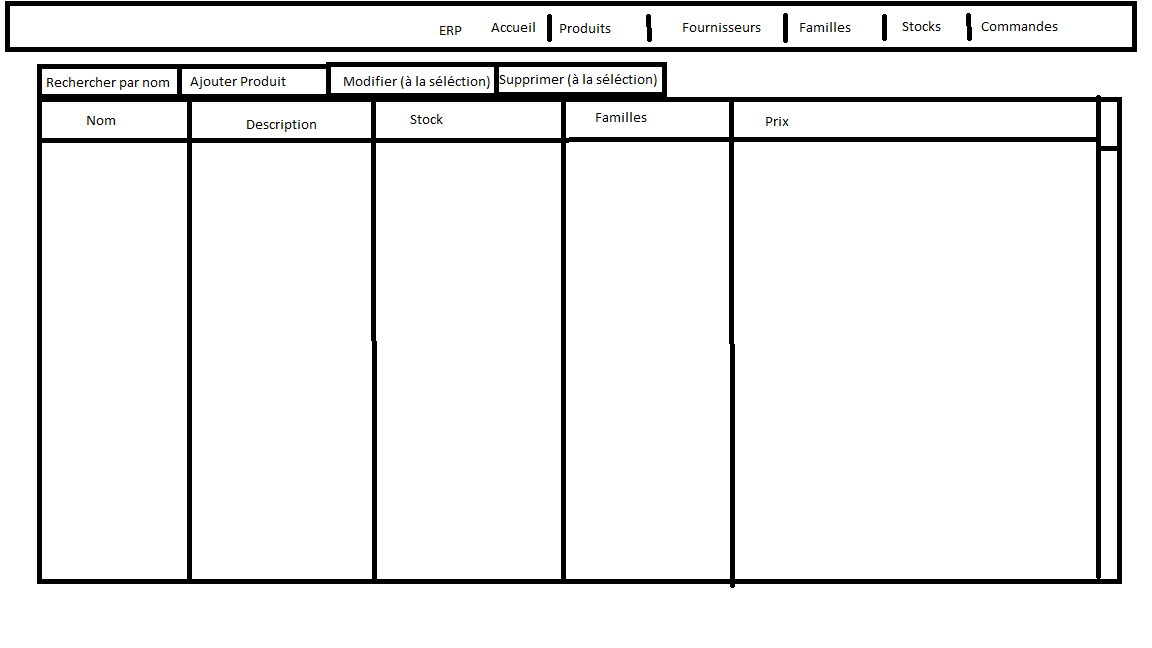 ERP Accueil Produits Fournisseurs Familles Stocks Commandes
Rechercher par nom Ajouter Produit Modifier (à la séléction) Supprimer (à la séléction)
Nom Description Stock Familles Prix